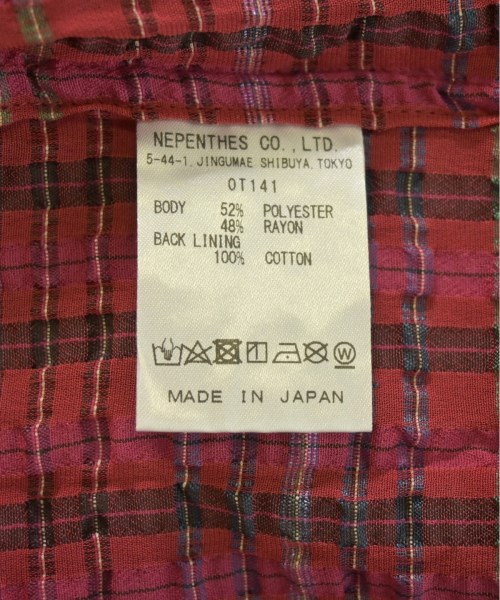 NEPENTHES CO., LTD.
5-44-1, JINGUMAE SHIBUYA, TOKYO
OT141
BODY 52% POLYESTER
48% RAYON
BACK LINING
100% COTTON
W
MADE IN JAPAN